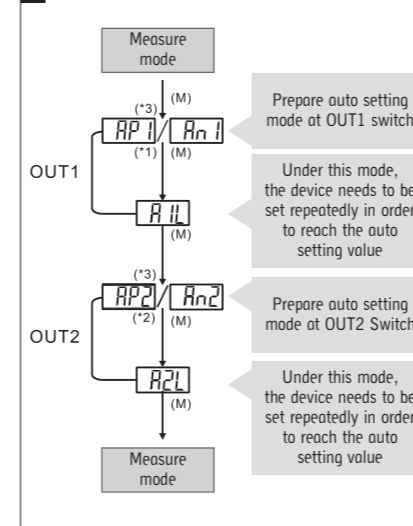 Measure
mode
(M)
(*3)
AP1 / An1
(*1) (M)
Prepare auto setting
mode at OUT1 switch
OUT1
A1L
(M)
Under this mode,
the device needs to be
set repeatedly in order
to reach the auto
setting value
(*3)
AP2 / An2
(*2) (M)
Prepare auto setting
mode at OUT2 Switch
OUT2
A2L
(M)
Under this mode,
the device needs to be
set repeatedly in order
to reach the auto
setting value
Measure
mode